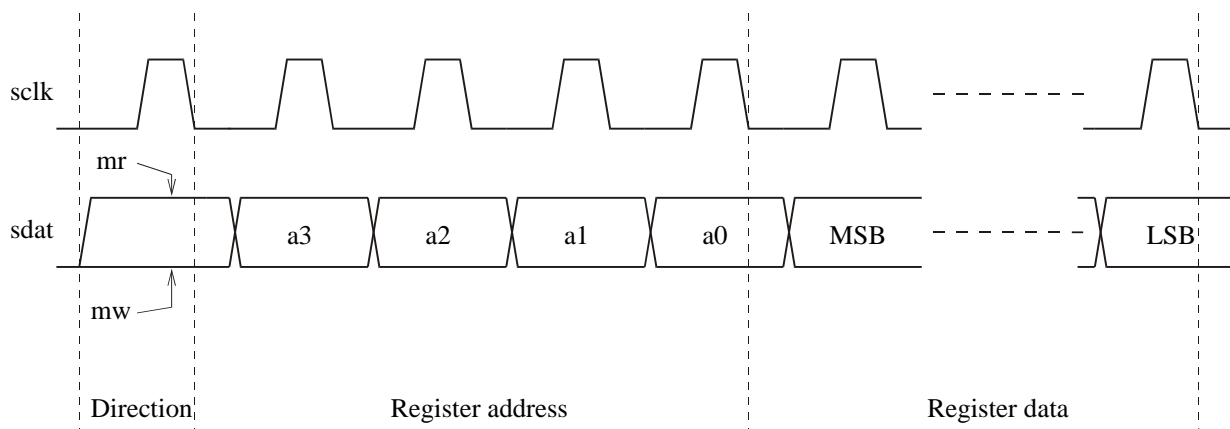 sclk
mr
sdat a3 a2 a1 a0 MSB LSB
mw
Direction Register address Register data